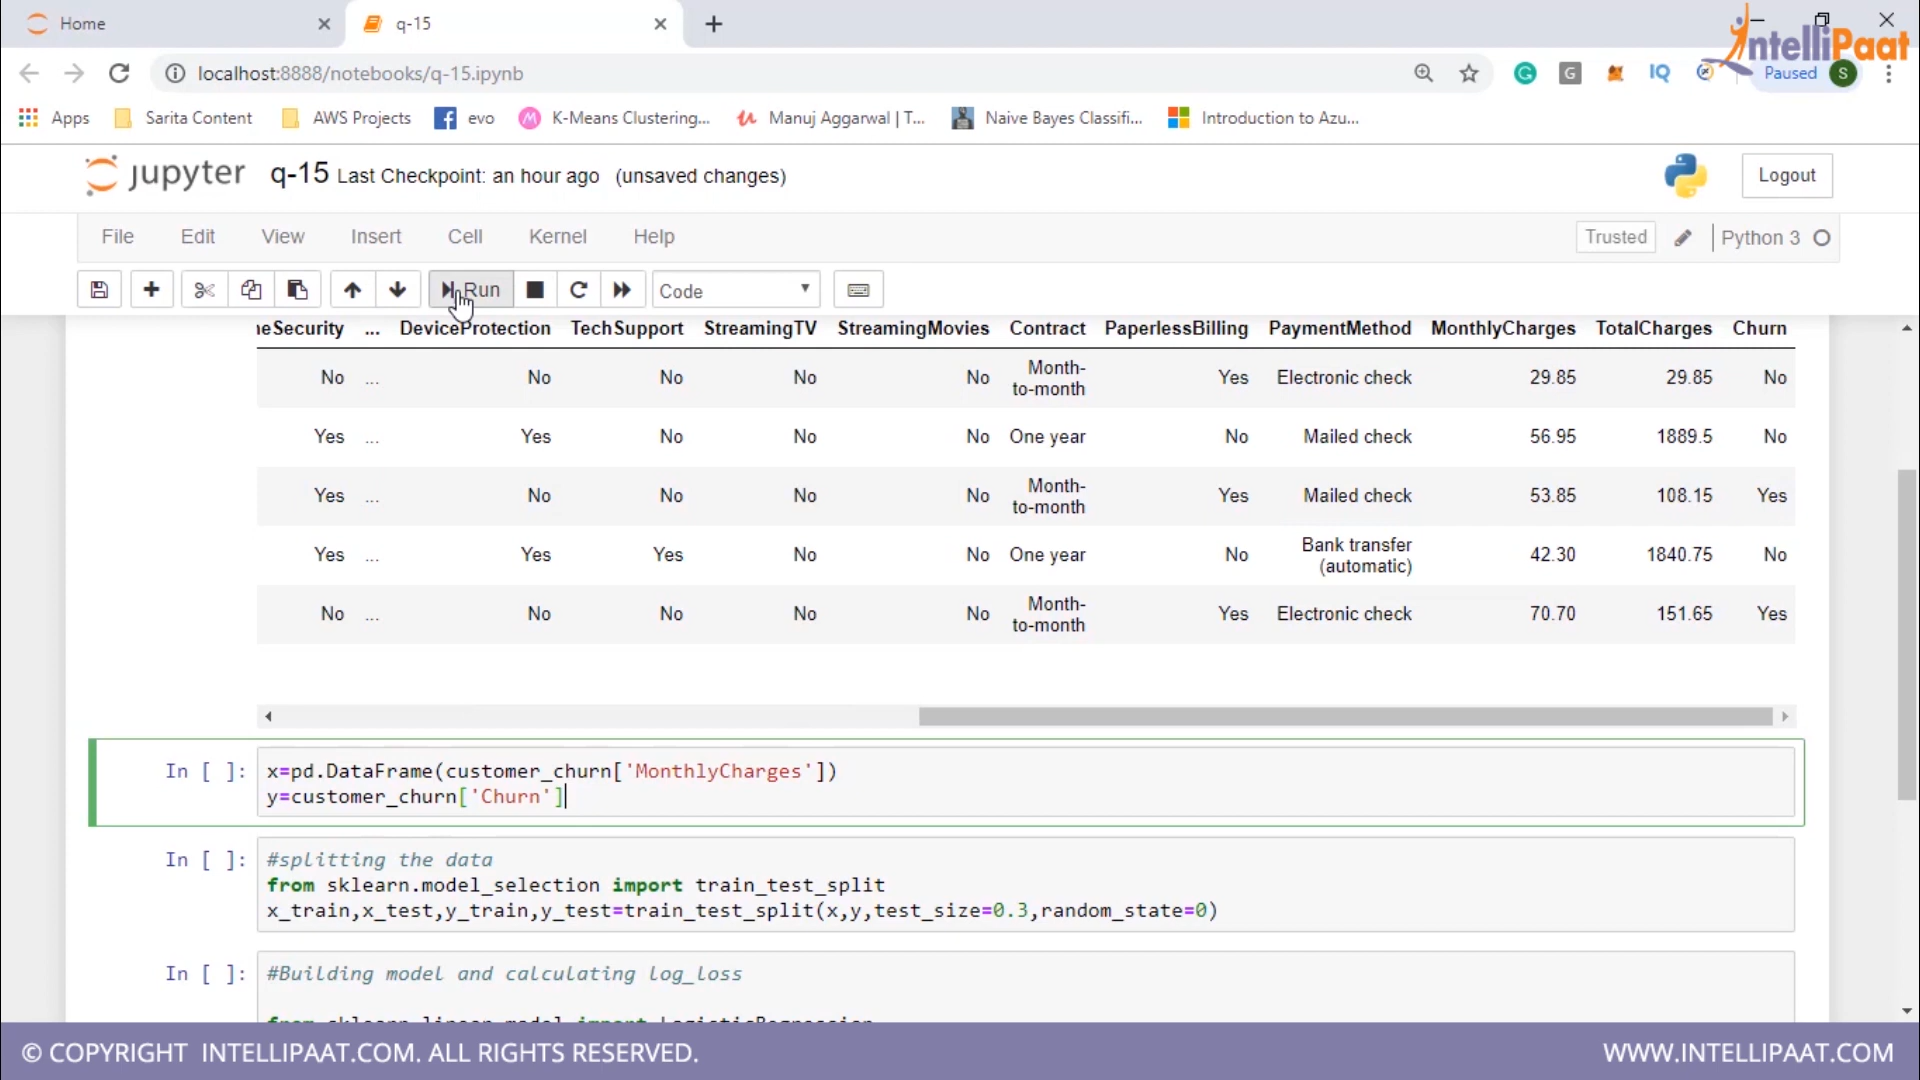 Home
q-15
IntelliPaat
localhost:8888/notebooks/q-15.ipynb
G
IQ
Paused
S
Apps
Sarita Content
AWS Projects
evo
K-Means Clustering...
Manuj Aggarwal | T...
Naive Bayes Classifi...
Introduction to Azu...
jupyter q-15 Last Checkpoint: an hour ago (unsaved changes)
Logout
File Edit View Insert Cell Kernel Help
Trusted
Python 3
Run
Code
eSecurity ... DeviceProtection TechSupport StreamingTV StreamingMovies Contract PaperlessBilling PaymentMethod MonthlyCharges TotalCharges Churn
No ... No No No No Month-to-month Yes Electronic check 29.85 29.85 No
Yes ... Yes No No No One year No Mailed check 56.95 1889.5 No
Yes ... No No No No Month-to-month Yes Mailed check 53.85 108.15 Yes
Yes ... Yes Yes No No One year No Bank transfer (automatic) 42.30 1840.75 No
No ... No No No No Month-to-month Yes Electronic check 70.70 151.65 Yes
In [ ]: x=pd.DataFrame(customer_churn['MonthlyCharges'])
y=customer_churn['Churn']
In [ ]: #splitting the data
from sklearn.model_selection import train_test_split
x_train,x_test,y_train,y_test=train_test_split(x,y,test_size=0.3,random_state=0)
In [ ]: #Building model and calculating log_loss
from sklearn.linear_model import LogisticRegression
© COPYRIGHT INTELLIPAAT.COM. ALL RIGHTS RESERVED.
WWW.INTELLIPAAT.COM